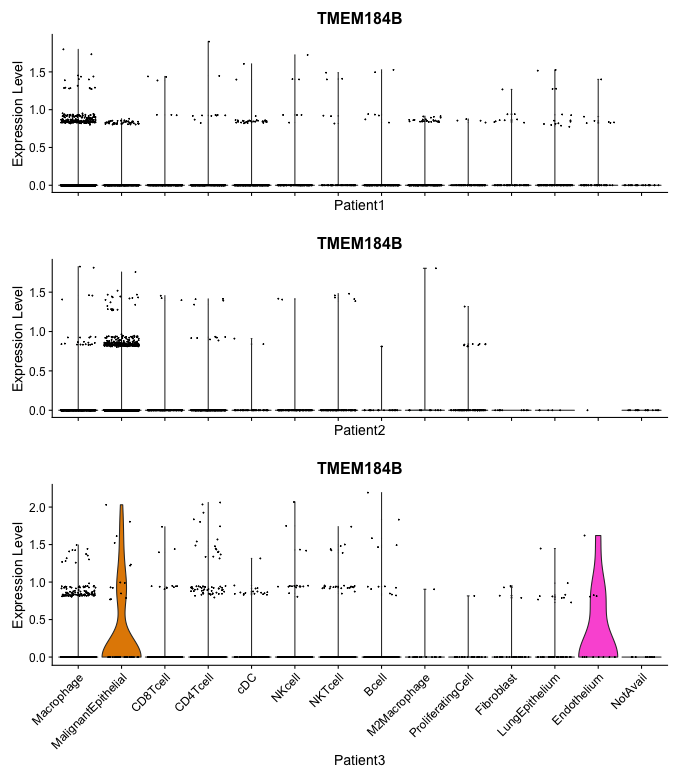 TMEM184B
Expression Level
1.5
1.0
0.5
0.0
Patient1
TMEM184B
Expression Level
1.5
1.0
0.5
0.0
Patient2
TMEM184B
Expression Level
2.0
1.5
1.0
0.5
0.0
Macrophage
MalignantEpithelial
CD8Tcell
CD4Tcell
cDC
NKcell
NKTcell
Bcell
M2Macrophage
ProliferatingCell
Fibroblast
LungEpithelium
Endothelium
NotAvail
Patient3